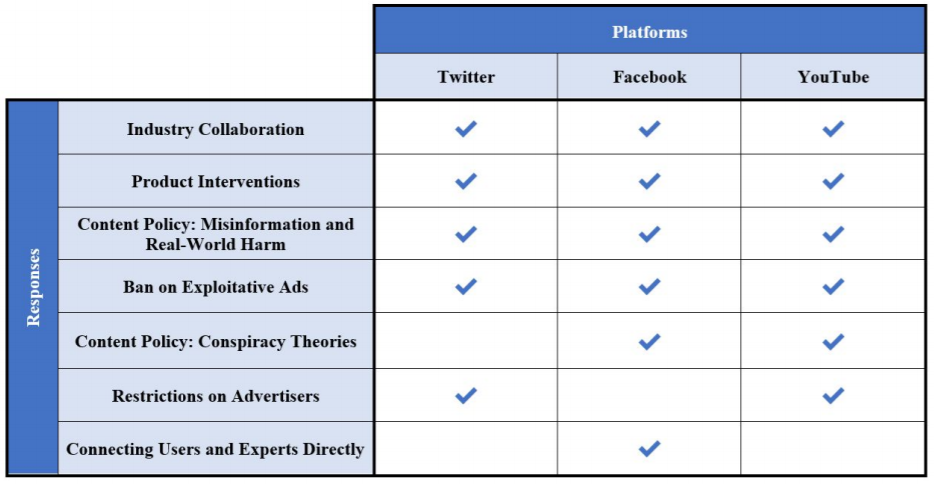 Platforms
Twitter Facebook YouTube
Responses
Industry Collaboration
Product Interventions
Content Policy: Misinformation and
Real-World Harm
Ban on Exploitative Ads
Content Policy: Conspiracy Theories
Restrictions on Advertisers
Connecting Users and Experts Directly